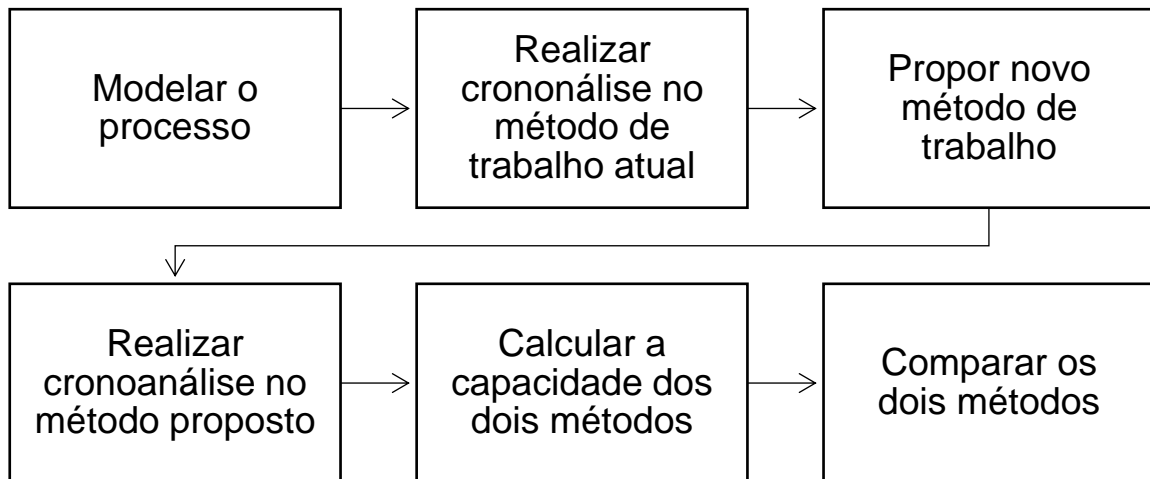 Modelar o
processo
Realizar
crononálise no
método de
trabalho atual
Propor novo
método de
trabalho
Realizar
cronoanálise no
método proposto
Calcular a
capacidade dos
dois métodos
Comparar os
dois métodos